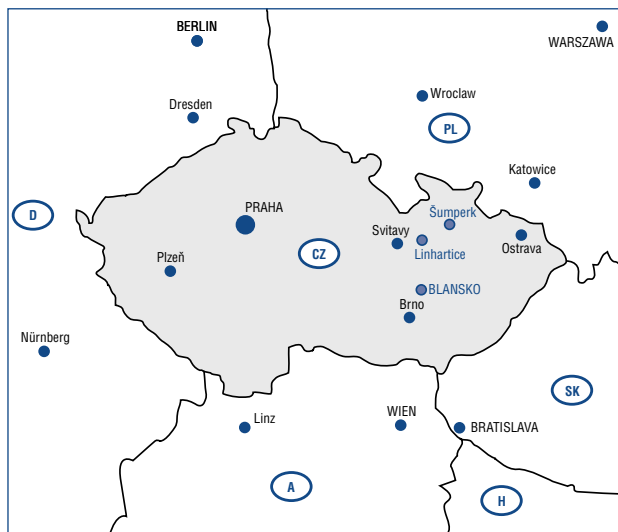 BERLIN
WARSZAWA
Wroclaw
Dresden
PL
Katowice
D
PRAHA
Šumperk
Svitavy
Linhartice
Ostrava
CZ
Plzeň
BLANSKO
Brno
Nürnberg
SK
Linz
WIEN
BRATISLAVA
A
H